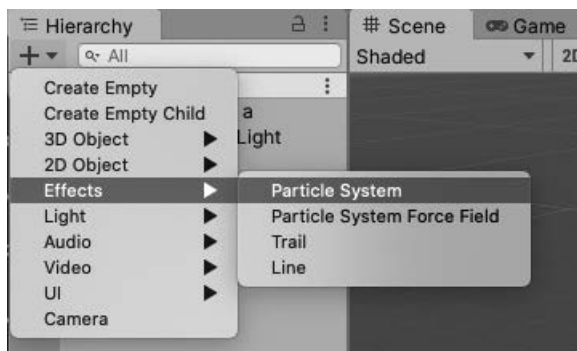 Hierarchy
# Scene
Game
All
Shaded
2D
Create Empty
Create Empty Child
a
3D Object
Light
2D Object
Effects
Particle System
Light
Particle System Force Field
Audio
Trail
Video
Line
UI
Camera